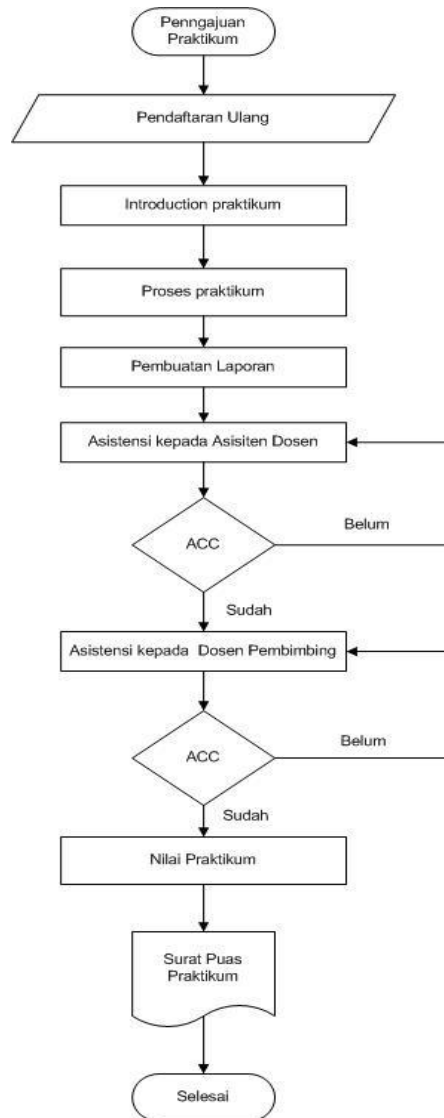 Penngajuan
Praktikum
Pendaftaran Ulang
Introduction praktikum
Proses praktikum
Pembuatan Laporan
Asistensi kepada Asisiten Dosen
ACC
Belum
Sudah
Asistensi kepada Dosen Pembimbing
ACC
Belum
Sudah
Nilai Praktikum
Surat Puas
Praktikum
Selesai